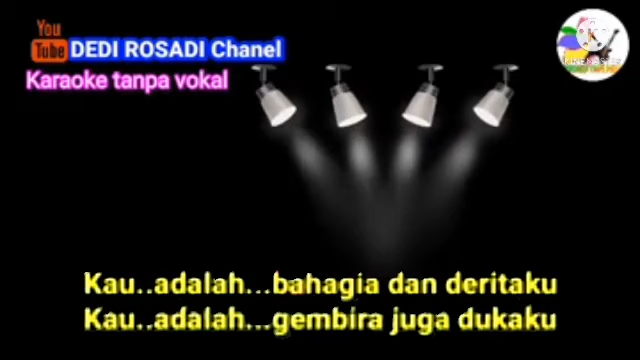 You
Tube DEDI ROSADI Chanel
Karaoke tanpa vokal
Kau..adalah...bahagia dan deritaku
Kau..adalah...gembira juga dukaku